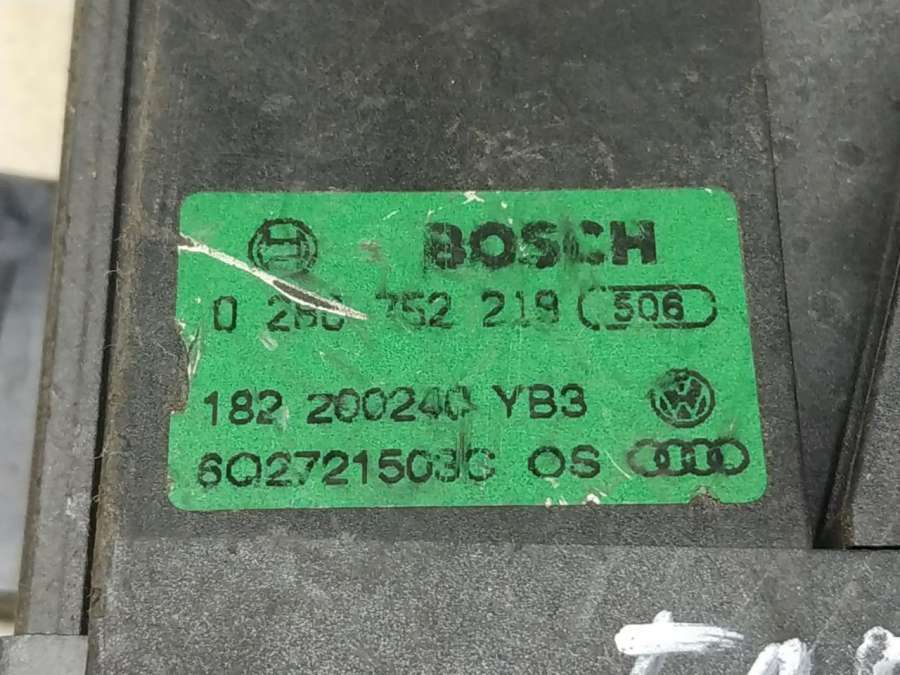 BOSCH
0 280 752 219 506
182 200240 YB3
6Q2721503C OS